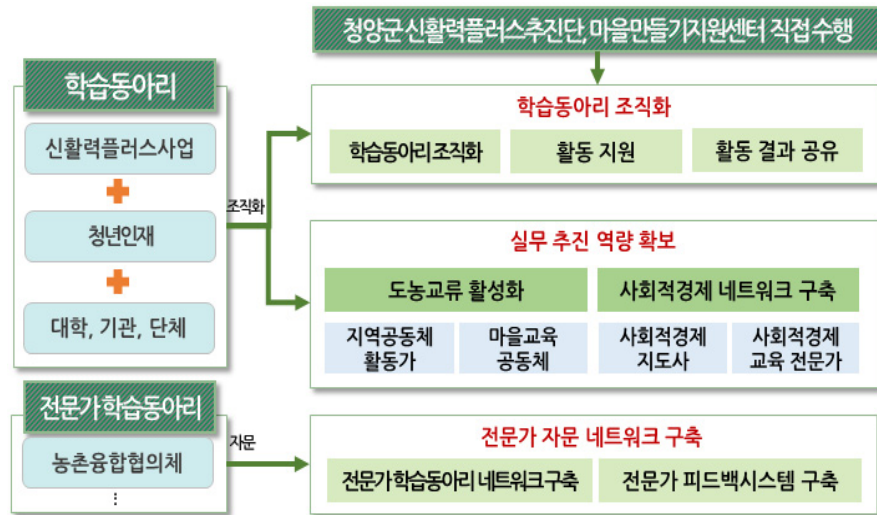 청양군 신활력플러스추진단, 마을만들기지원센터 직접 수행
학습동아리
신활력플러스사업
청년인재
대학, 기관, 단체
조직화
학습동아리 조직화
학습동아리 조직화
활동 지원
활동 결과 공유
실무 추진 역량 확보
도농교류 활성화
사회적경제 네트워크 구축
지역공동체
활동가
마을교육
공동체
사회적경제
지도사
사회적경제
교육 전문가
전문가 학습동아리
농촌융합협의체
⋮
자문
전문가 자문 네트워크 구축
전문가 학습동아리 네트워크 구축
전문가 피드백시스템 구축